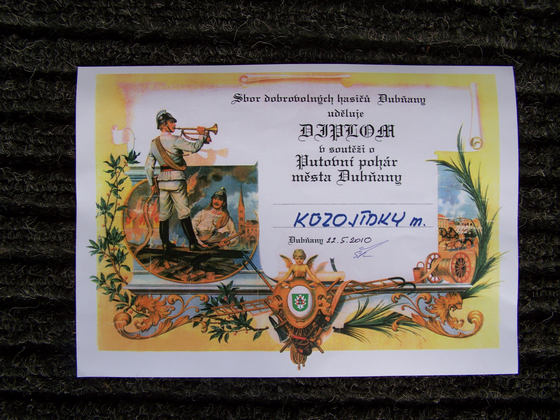 Sbor dobrovolných hasičů Dubňany
uděluje
DIPLOM
v soutěži o
Putovní pohár
města Dubňany
KOZOJÍDKY m.
Dubňany 22.5.2010